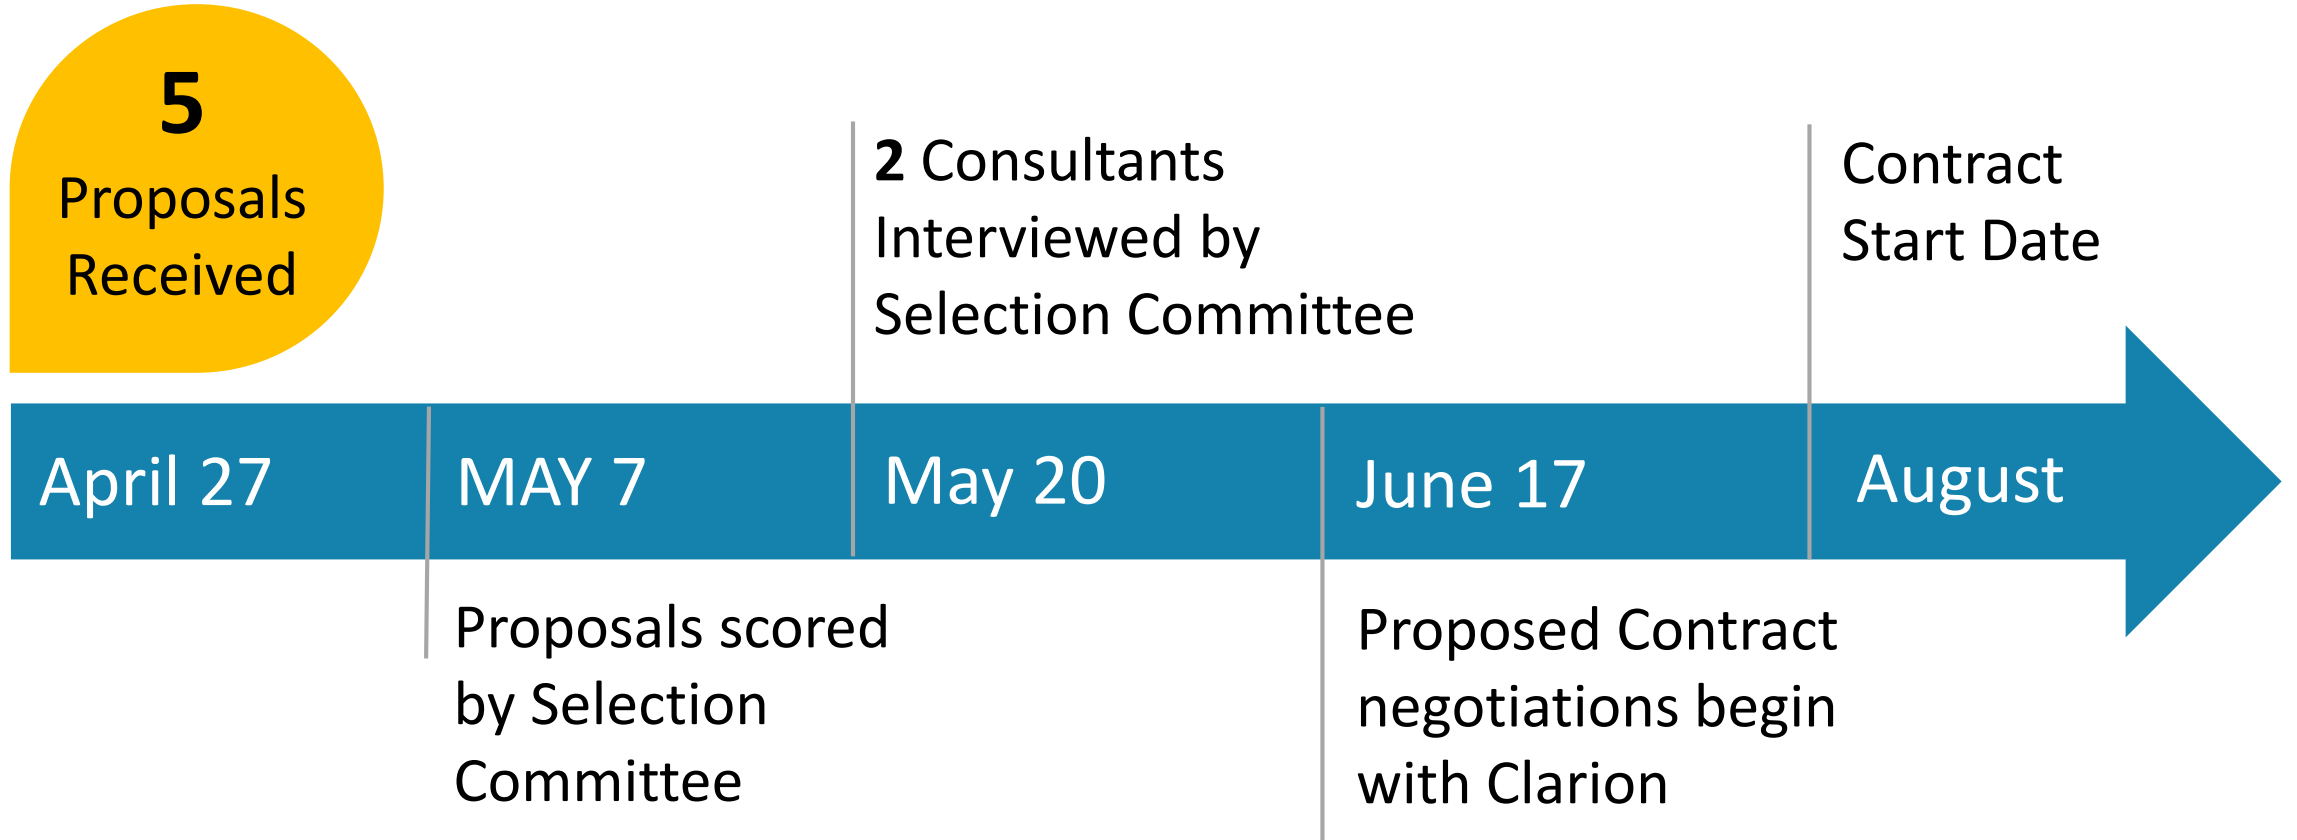 5
Proposals
Received
2 Consultants
Interviewed by
Selection Committee
Contract
Start Date
April 27
MAY 7
May 20
June 17
August
Proposals scored
by Selection
Committee
Proposed Contract
negotiations begin
with Clarion